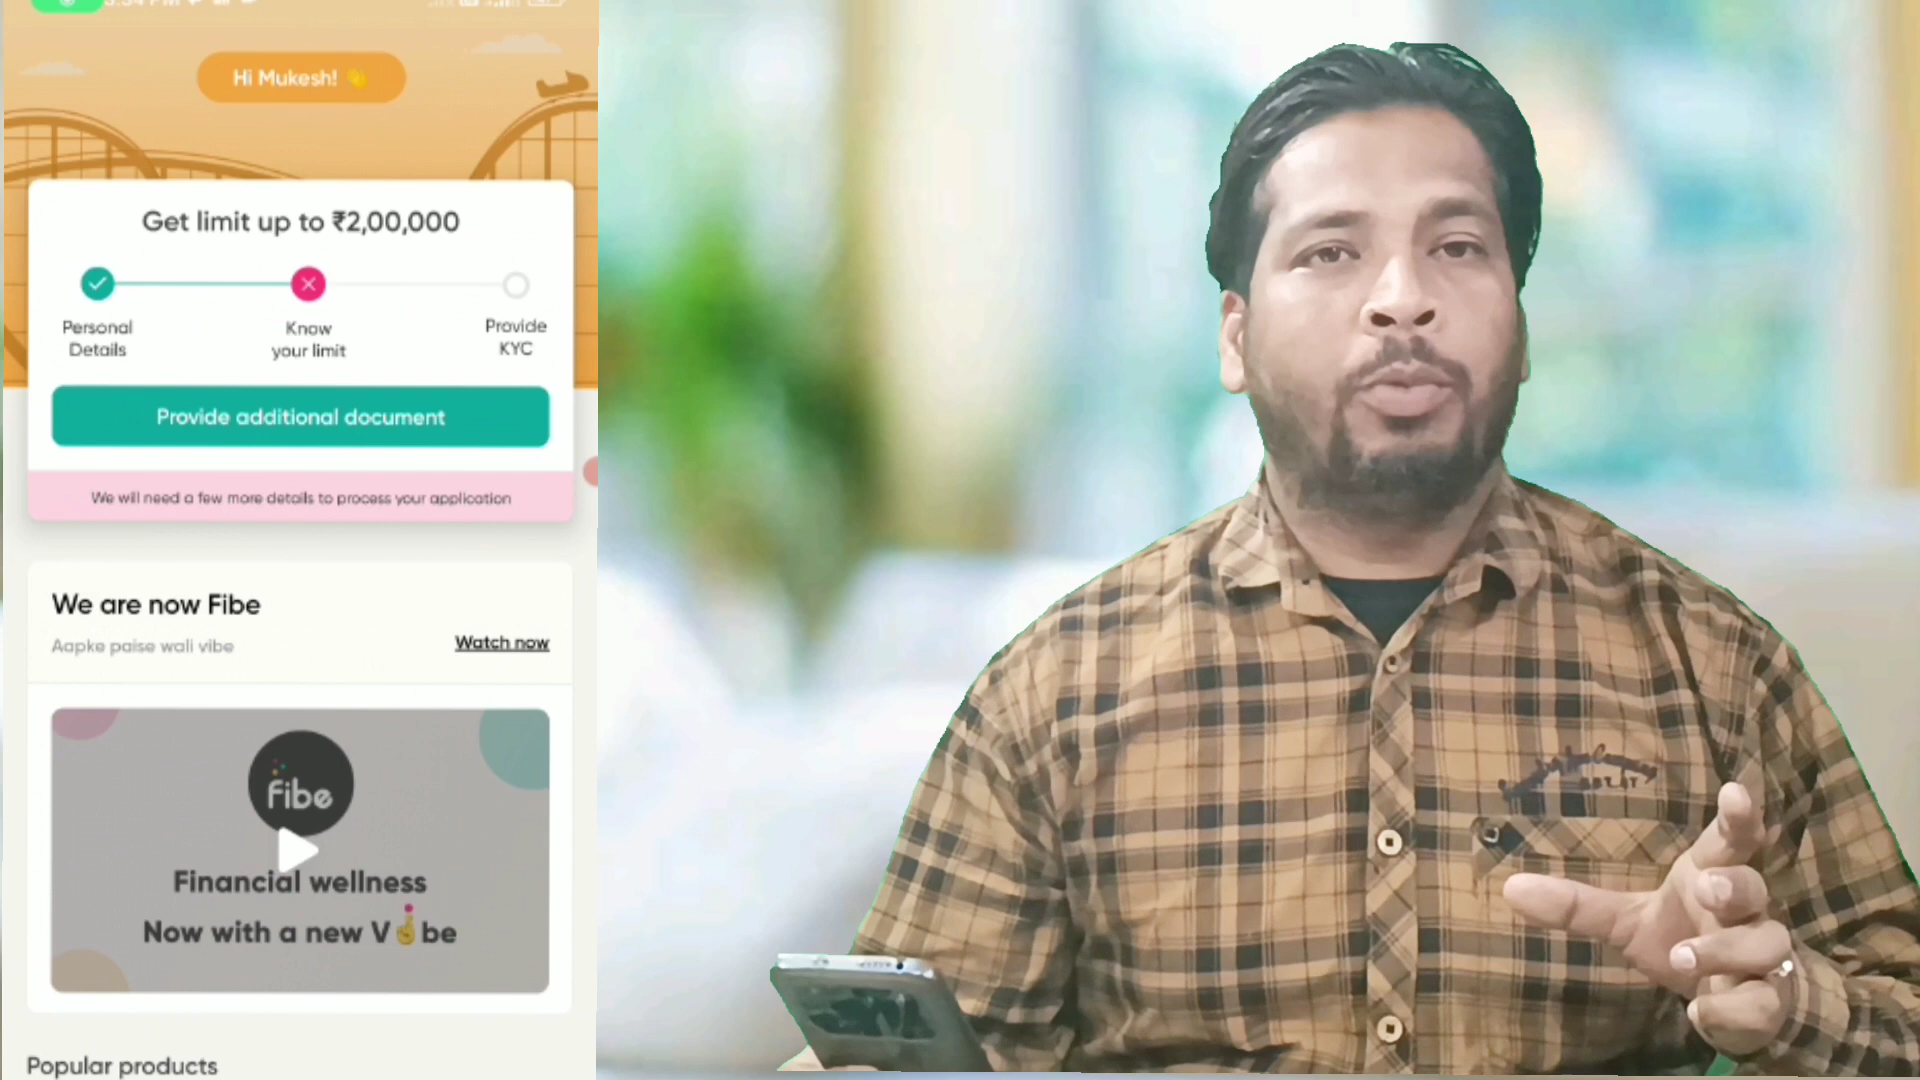 Hi Mukesh! 👋
Get limit up to ₹2,00,000
Personal
Details
Know
your limit
Provide
KYC
Provide additional document
We will need a few more details to process your application
We are now Fibe
Aapke paise wali vibe
Watch now
fibe
Financial wellness
Now with a new V🫰be
Popular products